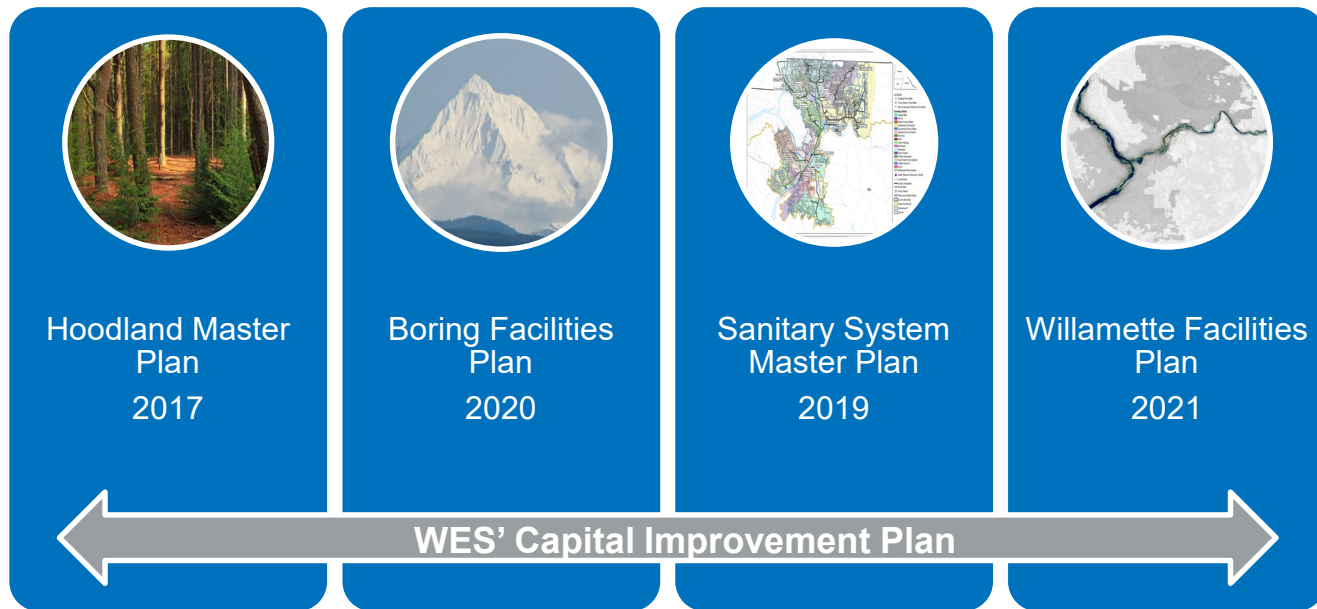 Hoodland Master
Plan
2017
Boring Facilities
Plan
2020
Sanitary System
Master Plan
2019
Willamette Facilities
Plan
2021
WES’ Capital Improvement Plan